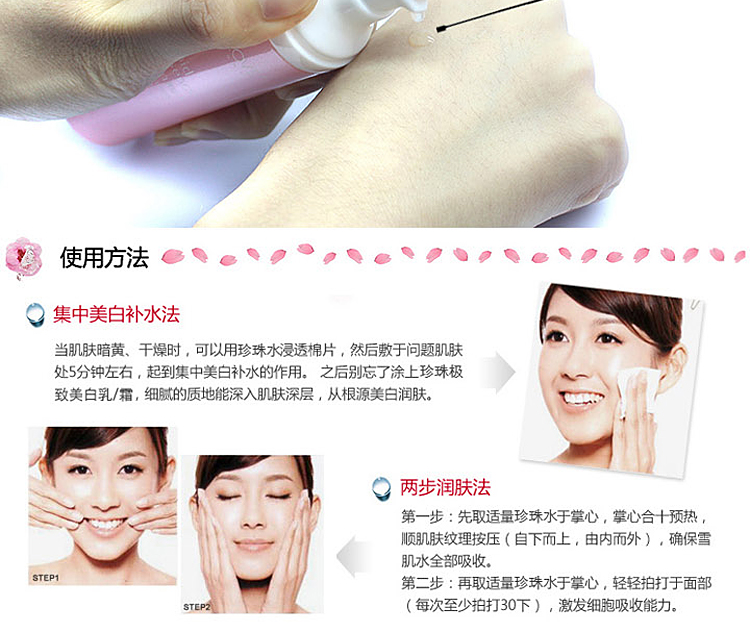 使用方法
集中美白补水法
当肌肤暗黄、干燥时，可以用珍珠水浸透棉片，然后敷于问题肌肤
处5分钟左右，起到集中美白补水的作用。 之后别忘了涂上珍珠极
致美白乳/霜，细腻的质地能深入肌肤深层，从根源美白润肤。
两步润肤法
第一步：先取适量珍珠水于掌心，掌心合十预热，
顺肌肤纹理按压（自下而上，由内而外），确保雪
肌水全部吸收。
第二步：再取适量珍珠水于掌心，轻轻拍打于面部
（每次至少拍打30下），激发细胞吸收能力。
STEP1
STEP2